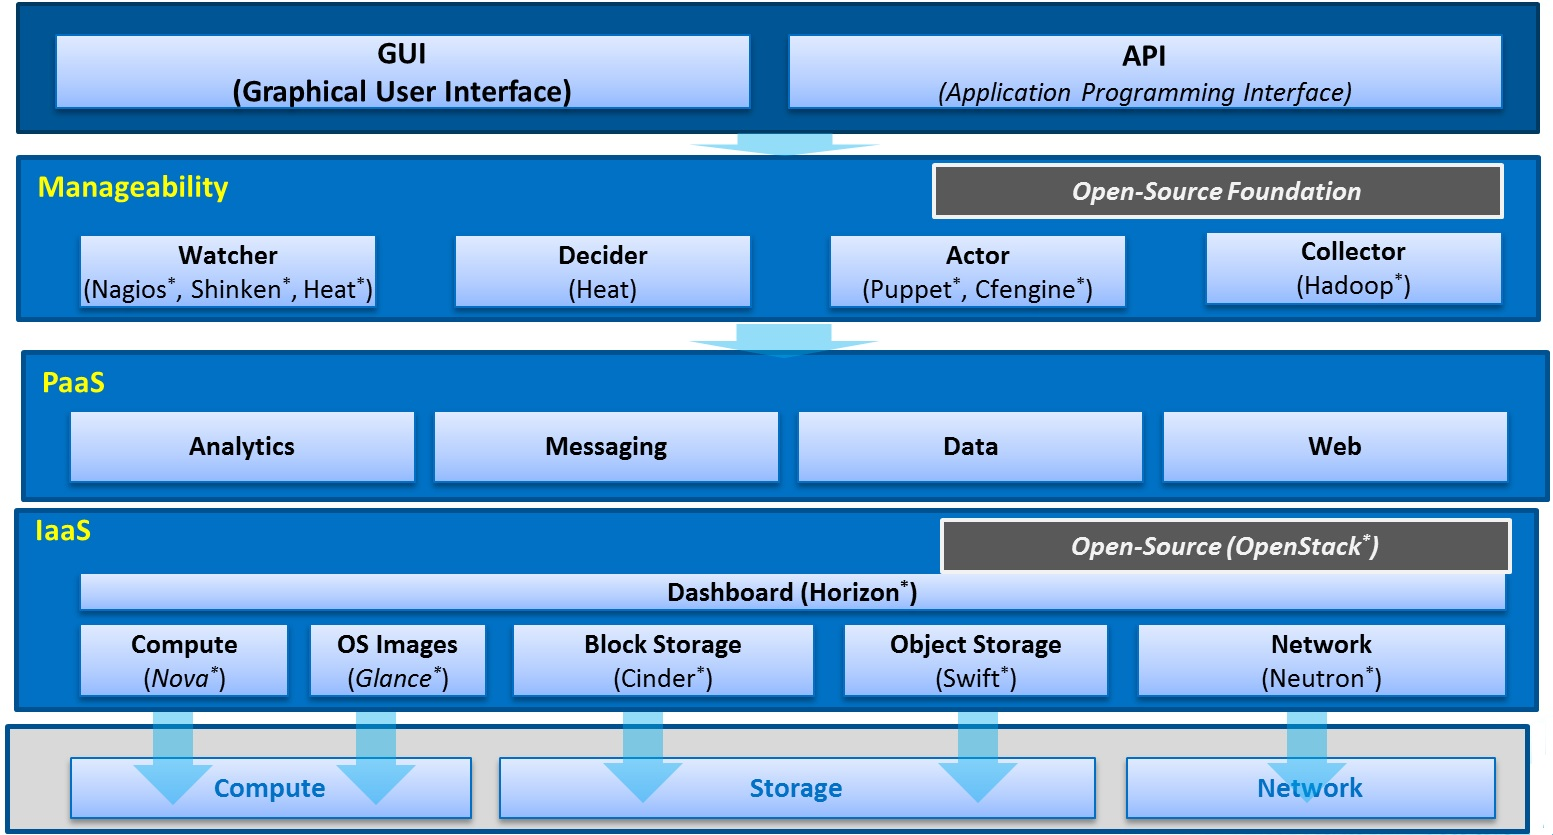 GUI
(Graphical User Interface)
API
(Application Programming Interface)
Manageability
Open-Source Foundation
Watcher
(Nagios*, Shinken*, Heat*)
Decider
(Heat)
Actor
(Puppet*, Cfengine*)
Collector
(Hadoop*)
PaaS
Analytics
Messaging
Data
Web
IaaS
Open-Source (OpenStack*)
Dashboard (Horizon*)
Compute
(Nova*)
OS Images
(Glance*)
Block Storage
(Cinder*)
Object Storage
(Swift*)
Network
(Neutron*)
Compute
Storage
Network